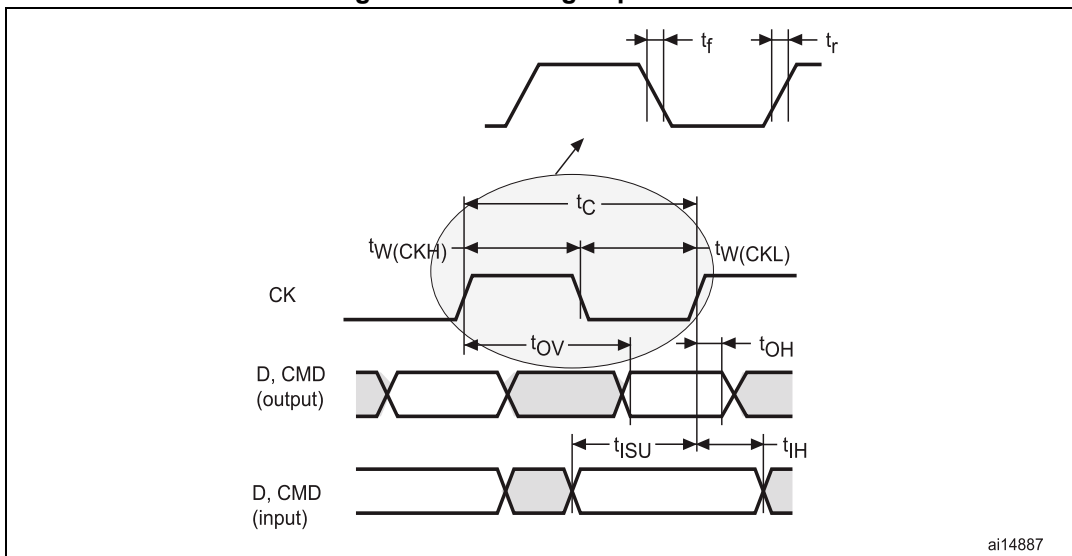 tf
tr
tC
tW(CKH)
tW(CKL)
CK
tOV
tOH
D, CMD
(output)
tISU
tIH
D, CMD
(input)
ai14887